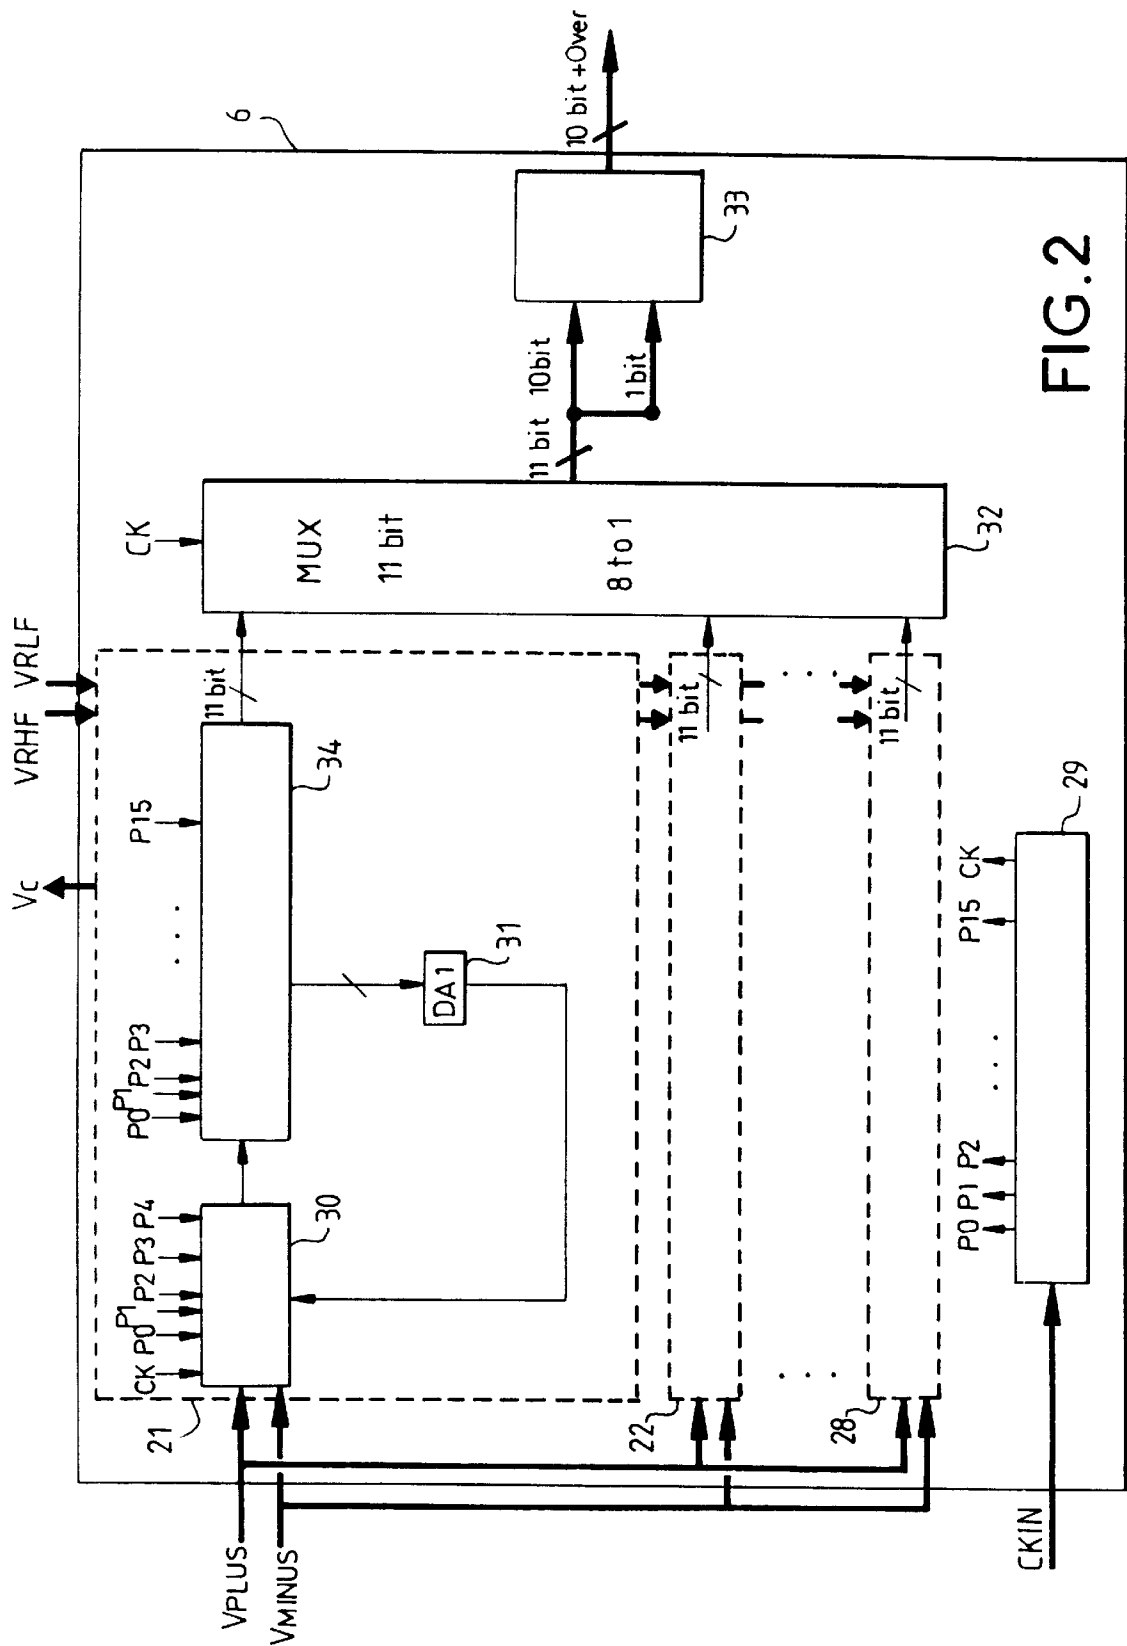 Vc
VRHF VRLF
6
P15
CK
CK P0 P1 P2 P3 P4
P0 P1 P2 P3
. . .
11 bit
30
34
DA1
31
21
VPLUS
VMINUS
MUX
11 bit
8 to 1
32
11 bit
10bit
1bit
33
10 bit +Over
22
11 bit
. . .
. . .
28
11 bit
P0 P1 P2
. . .
P15 CK
29
CKIN
FIG.2